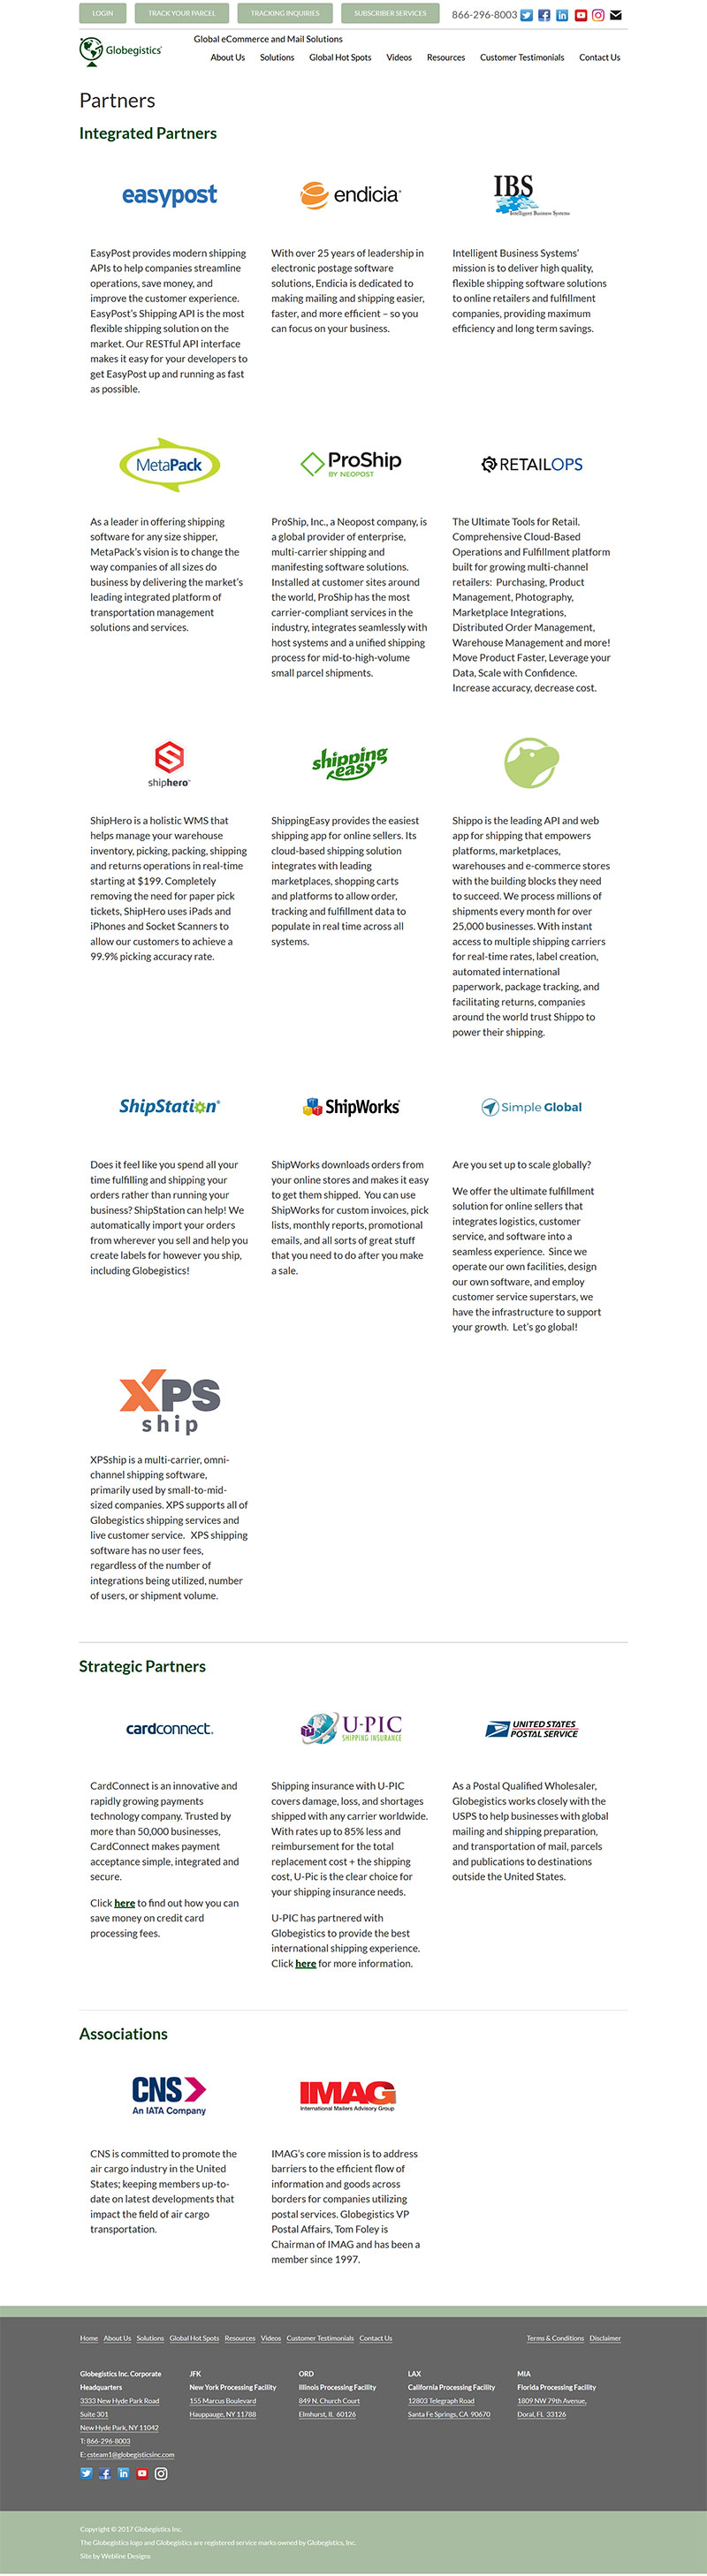 LOGIN TRACK YOUR PARCEL TRACKING INQUIRIES SUBSCRIBER SERVICES 866-296-8003
Globegistics
Global eCommerce and Mail Solutions
About Us Solutions Global Hot Spots Videos Resources Customer Testimonials Contact Us
Partners
Integrated Partners
easypost
EasyPost provides modern shipping
APIs to help companies streamline
operations, save money, and
improve the customer experience.
EasyPost's Shipping API is the most
flexible shipping solution on the
market. Our RESTful API interface
makes it easy for your developers to
get EasyPost up and running as fast
as possible.
endicia
With over 25 years of leadership in
electronic postage software
solutions, Endicia is dedicated to
making mailing and shipping easier,
faster, and more efficient – so you
can focus on your business.
IBS
Intelligent Business Systems
Intelligent Business Systems'
mission is to deliver high quality,
flexible shipping software solutions
to online retailers and fulfillment
companies, providing maximum
efficiency and long term savings.
MetaPack
As a leader in offering shipping
software for any size shipper,
MetaPack's vision is to change the
way companies of all sizes do
business by delivering the market's
leading integrated platform of
transportation management
solutions and services.
ProShip
BY NEOPOST
ProShip, Inc., a Neopost company, is
a global provider of enterprise,
multi-carrier shipping and
manifesting software solutions.
Installed at customer sites around
the world, ProShip has the most
carrier-compliant services in the
industry, integrates seamlessly with
host systems and a unified shipping
process for mid-to-high-volume
small parcel shipments.
RETAILOPS
The Ultimate Tools for Retail.
Comprehensive Cloud-Based
Operations and Fulfillment platform
built for growing multi-channel
retailers: Purchasing, Product
Management, Photography,
Marketplace Integrations,
Distributed Order Management,
Warehouse Management and more!
Move Product Faster, Leverage your
Data, Scale with Confidence.
Increase accuracy, decrease cost.
shiphero™
ShipHero is a holistic WMS that
helps manage your warehouse
inventory, picking, packing, shipping
and returns operations in real-time
starting at $199. Completely
removing the need for paper pick
tickets, ShipHero uses iPads and
iPhones and Socket Scanners to
allow our customers to achieve a
99.9% picking accuracy rate.
shipping
easy
ShippingEasy provides the easiest
shipping app for online sellers. Its
cloud-based shipping solution
integrates with leading
marketplaces, shopping carts
and platforms to allow order,
tracking and fulfillment data to
populate in real time across all
systems.
Shippo is the leading API and web
app for shipping that empowers
platforms, marketplaces,
warehouses and e-commerce stores
with the building blocks they need
to succeed. We process millions of
shipments every month for over
25,000 businesses. With instant
access to multiple shipping carriers
for real-time rates, label creation,
automated international
paperwork, package tracking, and
facilitating returns, companies
around the world trust Shippo to
power their shipping.
ShipStation®
Does it feel like you spend all your
time fulfilling and shipping your
orders rather than running your
business? ShipStation can help! We
automatically import your orders
from wherever you sell and help you
create labels for however you ship,
including Globegistics!
ShipWorks
ShipWorks downloads orders from
your online stores and makes it easy
to get them shipped. You can use
ShipWorks for custom invoices, pick
lists, monthly reports, promotional
emails, and all sorts of great stuff
that you need to do after you make
a sale.
Simple Global
Are you set up to scale globally?
We offer the ultimate fulfillment
solution for online sellers that
integrates logistics, customer
service, and software into a
seamless experience. Since we
operate our own facilities, design
our own software, and employ
customer service superstars, we
have the infrastructure to support
your growth. Let's go global!
XPS
ship
XPSship is a multi-carrier, omni-
channel shipping software,
primarily used by small-to-mid-
sized companies. XPS supports all of
Globegistics shipping services and
live customer service. XPS shipping
software has no user fees,
regardless of the number of
integrations being utilized, number
of users, or shipment volume.
Strategic Partners
cardconnect.
CardConnect is an innovative and
rapidly growing payments
technology company. Trusted by
more than 50,000 businesses,
CardConnect makes payment
acceptance simple, integrated and
secure.
Click here to find out how you can
save money on credit card
processing fees.
U-PIC
SHIPPING INSURANCE
Shipping insurance with U-PIC
covers damage, loss, and shortages
shipped with any carrier worldwide.
With rates up to 85% less and
reimbursement for the total
replacement cost + the shipping
cost, U-Pic is the clear choice for
your shipping insurance needs.
U-PIC has partnered with
Globegistics to provide the best
international shipping experience.
Click here for more information.
UNITED STATES
POSTAL SERVICE
As a Postal Qualified Wholesaler,
Globegistics works closely with the
USPS to help businesses with global
mailing and shipping preparation,
and transportation of mail, parcels
and publications to destinations
outside the United States.
Associations
CNS
An IATA Company
CNS is committed to promote the
air cargo industry in the United
States; keeping members up-to-
date on latest developments that
impact the field of air cargo
transportation.
IMAG
International Mailers Advisory Group
IMAG's core mission is to address
barriers to the efficient flow of
information and goods across
borders for companies utilizing
postal services. Globegistics VP
Postal Affairs, Tom Foley is
Chairman of IMAG and has been a
member since 1997.
Home About Us Solutions Global Hot Spots Resources Videos Customer Testimonials Contact Us Terms & Conditions Disclaimer
Globegistics Inc. Corporate
Headquarters
3333 New Hyde Park Road
Suite 301
New Hyde Park, NY 11042
T: 866-296-8003
E: csteam1@globegisticsinc.com
JFK
New York Processing Facility
155 Marcus Boulevard
Hauppauge, NY 11788
ORD
Illinois Processing Facility
849 N. Church Court
Elmhurst, IL 60126
LAX
California Processing Facility
12803 Telegraph Road
Santa Fe Springs, CA 90670
MIA
Florida Processing Facility
1809 NW 79th Avenue,
Doral, FL 33126
Copyright © 2017 Globegistics Inc.
The Globegistics logo and Globegistics are registered service marks owned by Globegistics, Inc.
Site by Webline Designs